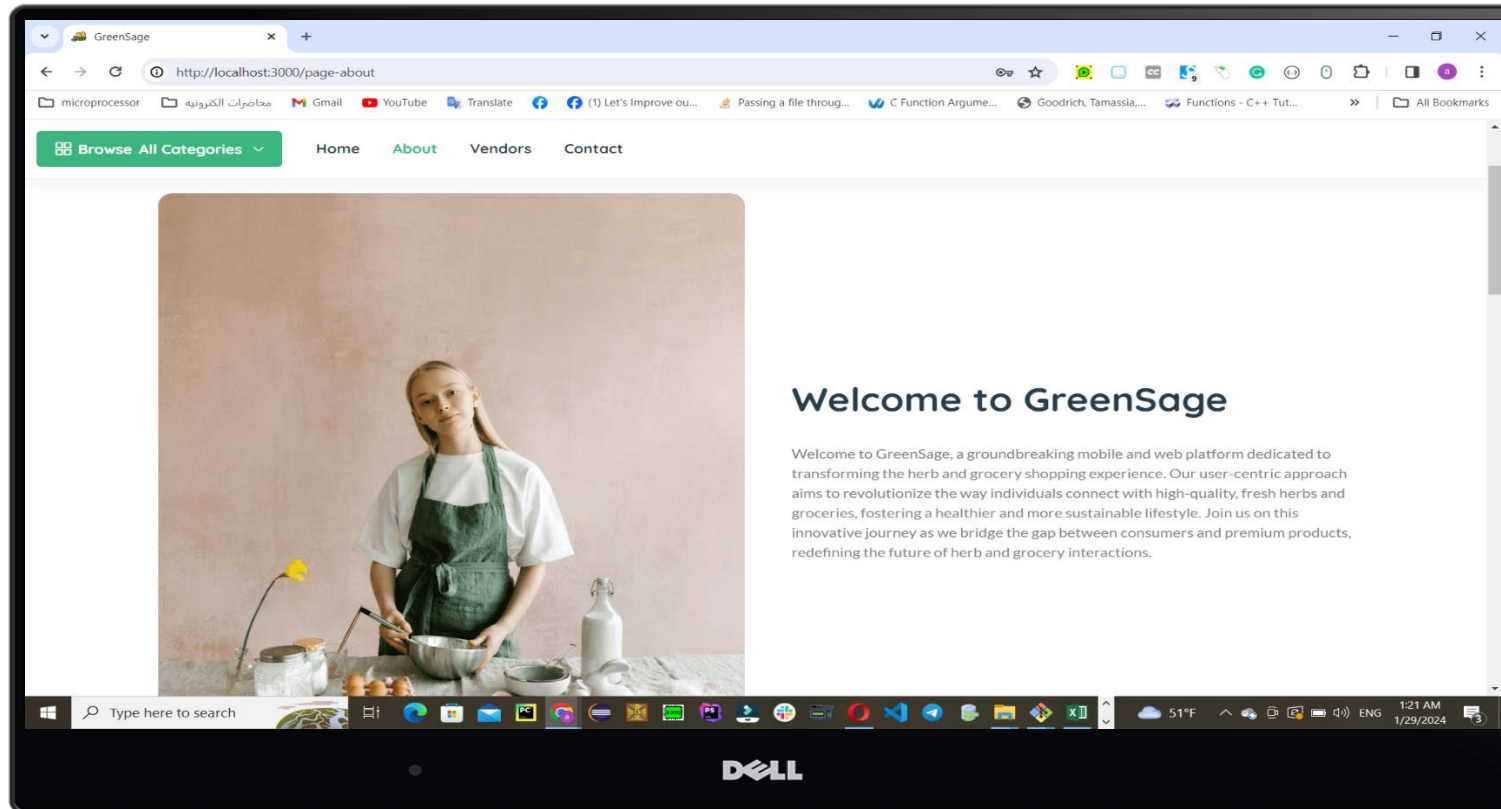 GreenSage
http://localhost:3000/page-about
microprocessor محاضرات الكترونيه Gmail YouTube Translate (1) Let's Improve ou... Passing a file throug... C Function Argume... Goodrich, Tamassia,... Functions - C++ Tut... All Bookmarks
Browse All Categories Home About Vendors Contact
Welcome to GreenSage
Welcome to GreenSage, a groundbreaking mobile and web platform dedicated to
transforming the herb and grocery shopping experience. Our user-centric approach
aims to revolutionize the way individuals connect with high-quality, fresh herbs and
groceries, fostering a healthier and more sustainable lifestyle. Join us on this
innovative journey as we bridge the gap between consumers and premium products,
redefining the future of herb and grocery interactions.
Type here to search 51°F ENG 1:21 AM
1/29/2024
DELL